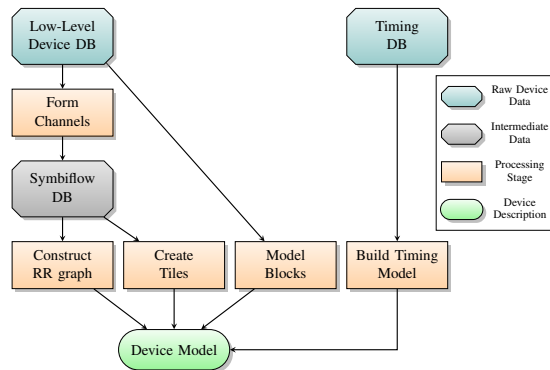 Low-Level
Device DB
Timing
DB
Form
Channels
Symbiflow
DB
Construct
RR graph
Create
Tiles
Model
Blocks
Build Timing
Model
Device Model
Raw Device
Data
Intermediate
Data
Processing
Stage
Device
Description